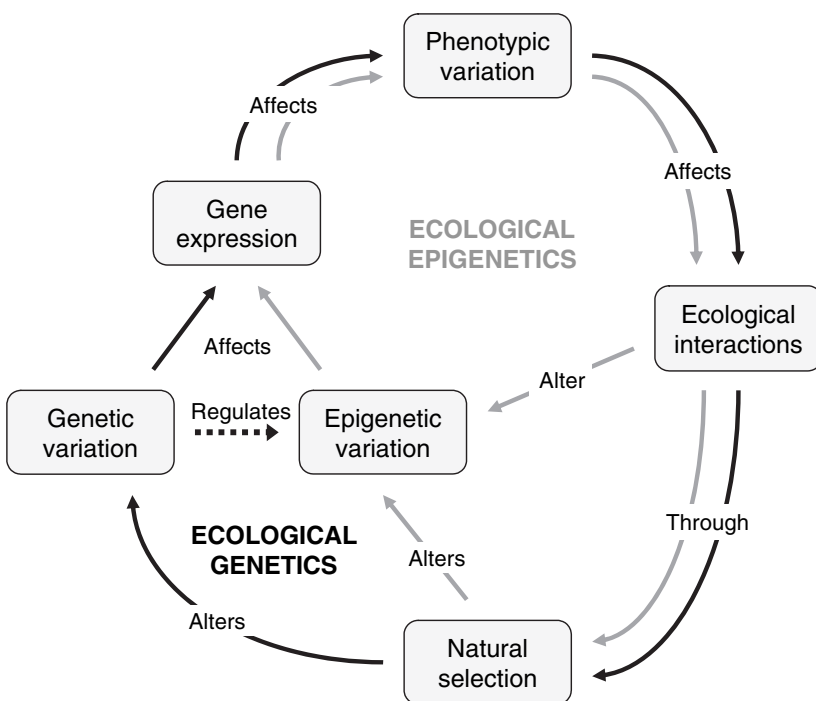 Phenotypic
variation
Affects
Affects
Gene
expression
ECOLOGICAL
EPIGENETICS
Ecological
interactions
Affects
Alter
Genetic
variation
Regulates
Epigenetic
variation
Through
ECOLOGICAL
GENETICS
Alters
Alters
Natural
selection